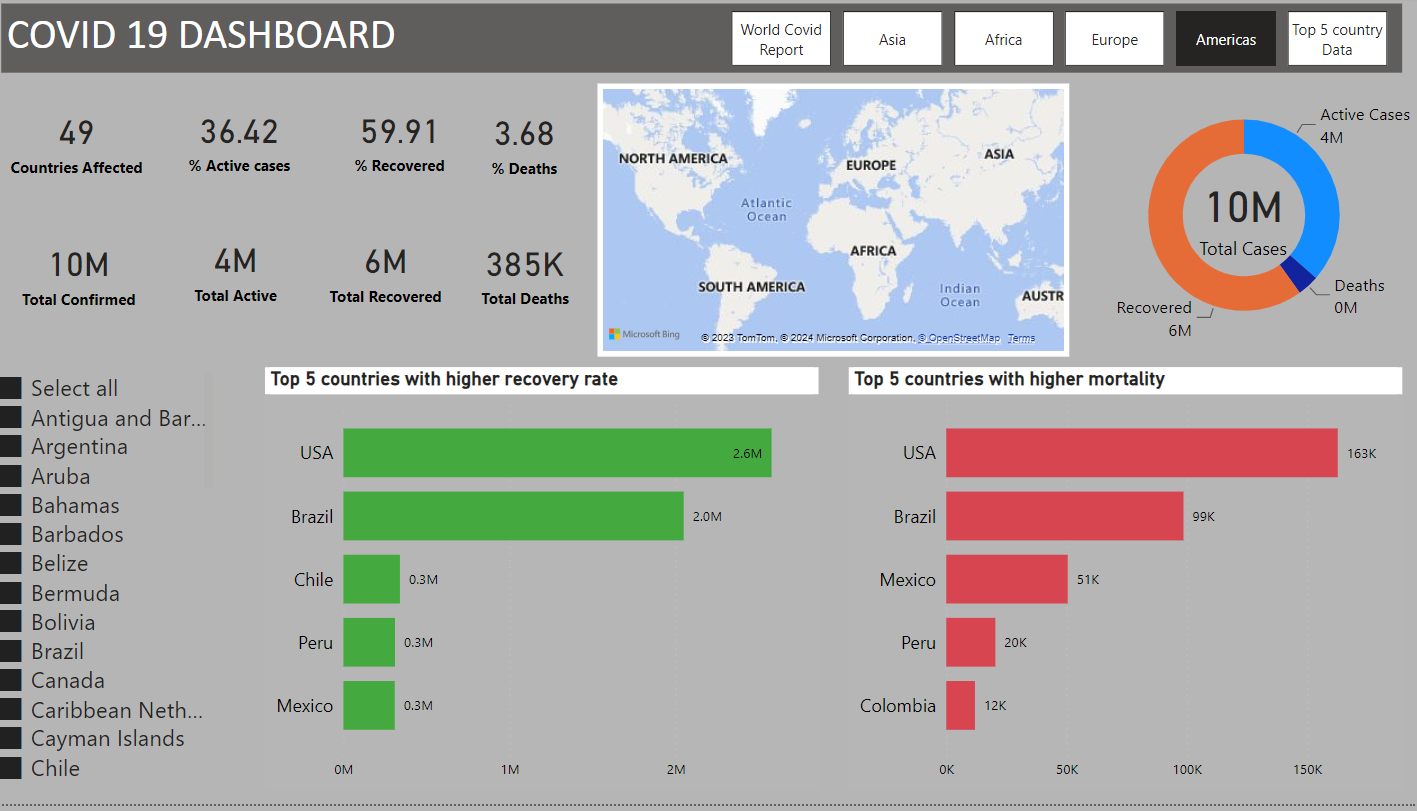 COVID 19 DASHBOARD
World Covid
Report
Asia
Africa
Europe
Americas
Top 5 country
Data
49
Countries Affected
36.42
% Active cases
59.91
% Recovered
3.68
% Deaths
10M
Total Confirmed
4M
Total Active
6M
Total Recovered
385K
Total Deaths
NORTH AMERICA
EUROPE
ASIA
Atlantic
Ocean
AFRICA
SOUTH AMERICA
Indian
Ocean
AUSTR
Microsoft Bing
© 2023 TomTom, © 2024 Microsoft Corporation, © OpenStreetMap Terms
Active Cases
4M
10M
Total Cases
Deaths
0M
Recovered
6M
Select all
Antigua and Bar...
Argentina
Aruba
Bahamas
Barbados
Belize
Bermuda
Bolivia
Brazil
Canada
Caribbean Neth...
Cayman Islands
Chile
Top 5 countries with higher recovery rate
USA 2.6M
Brazil 2.0M
Chile 0.3M
Peru 0.3M
Mexico 0.3M
0M 1M 2M
Top 5 countries with higher mortality
USA 163K
Brazil 99K
Mexico 51K
Peru 20K
Colombia 12K
0K 50K 100K 150K